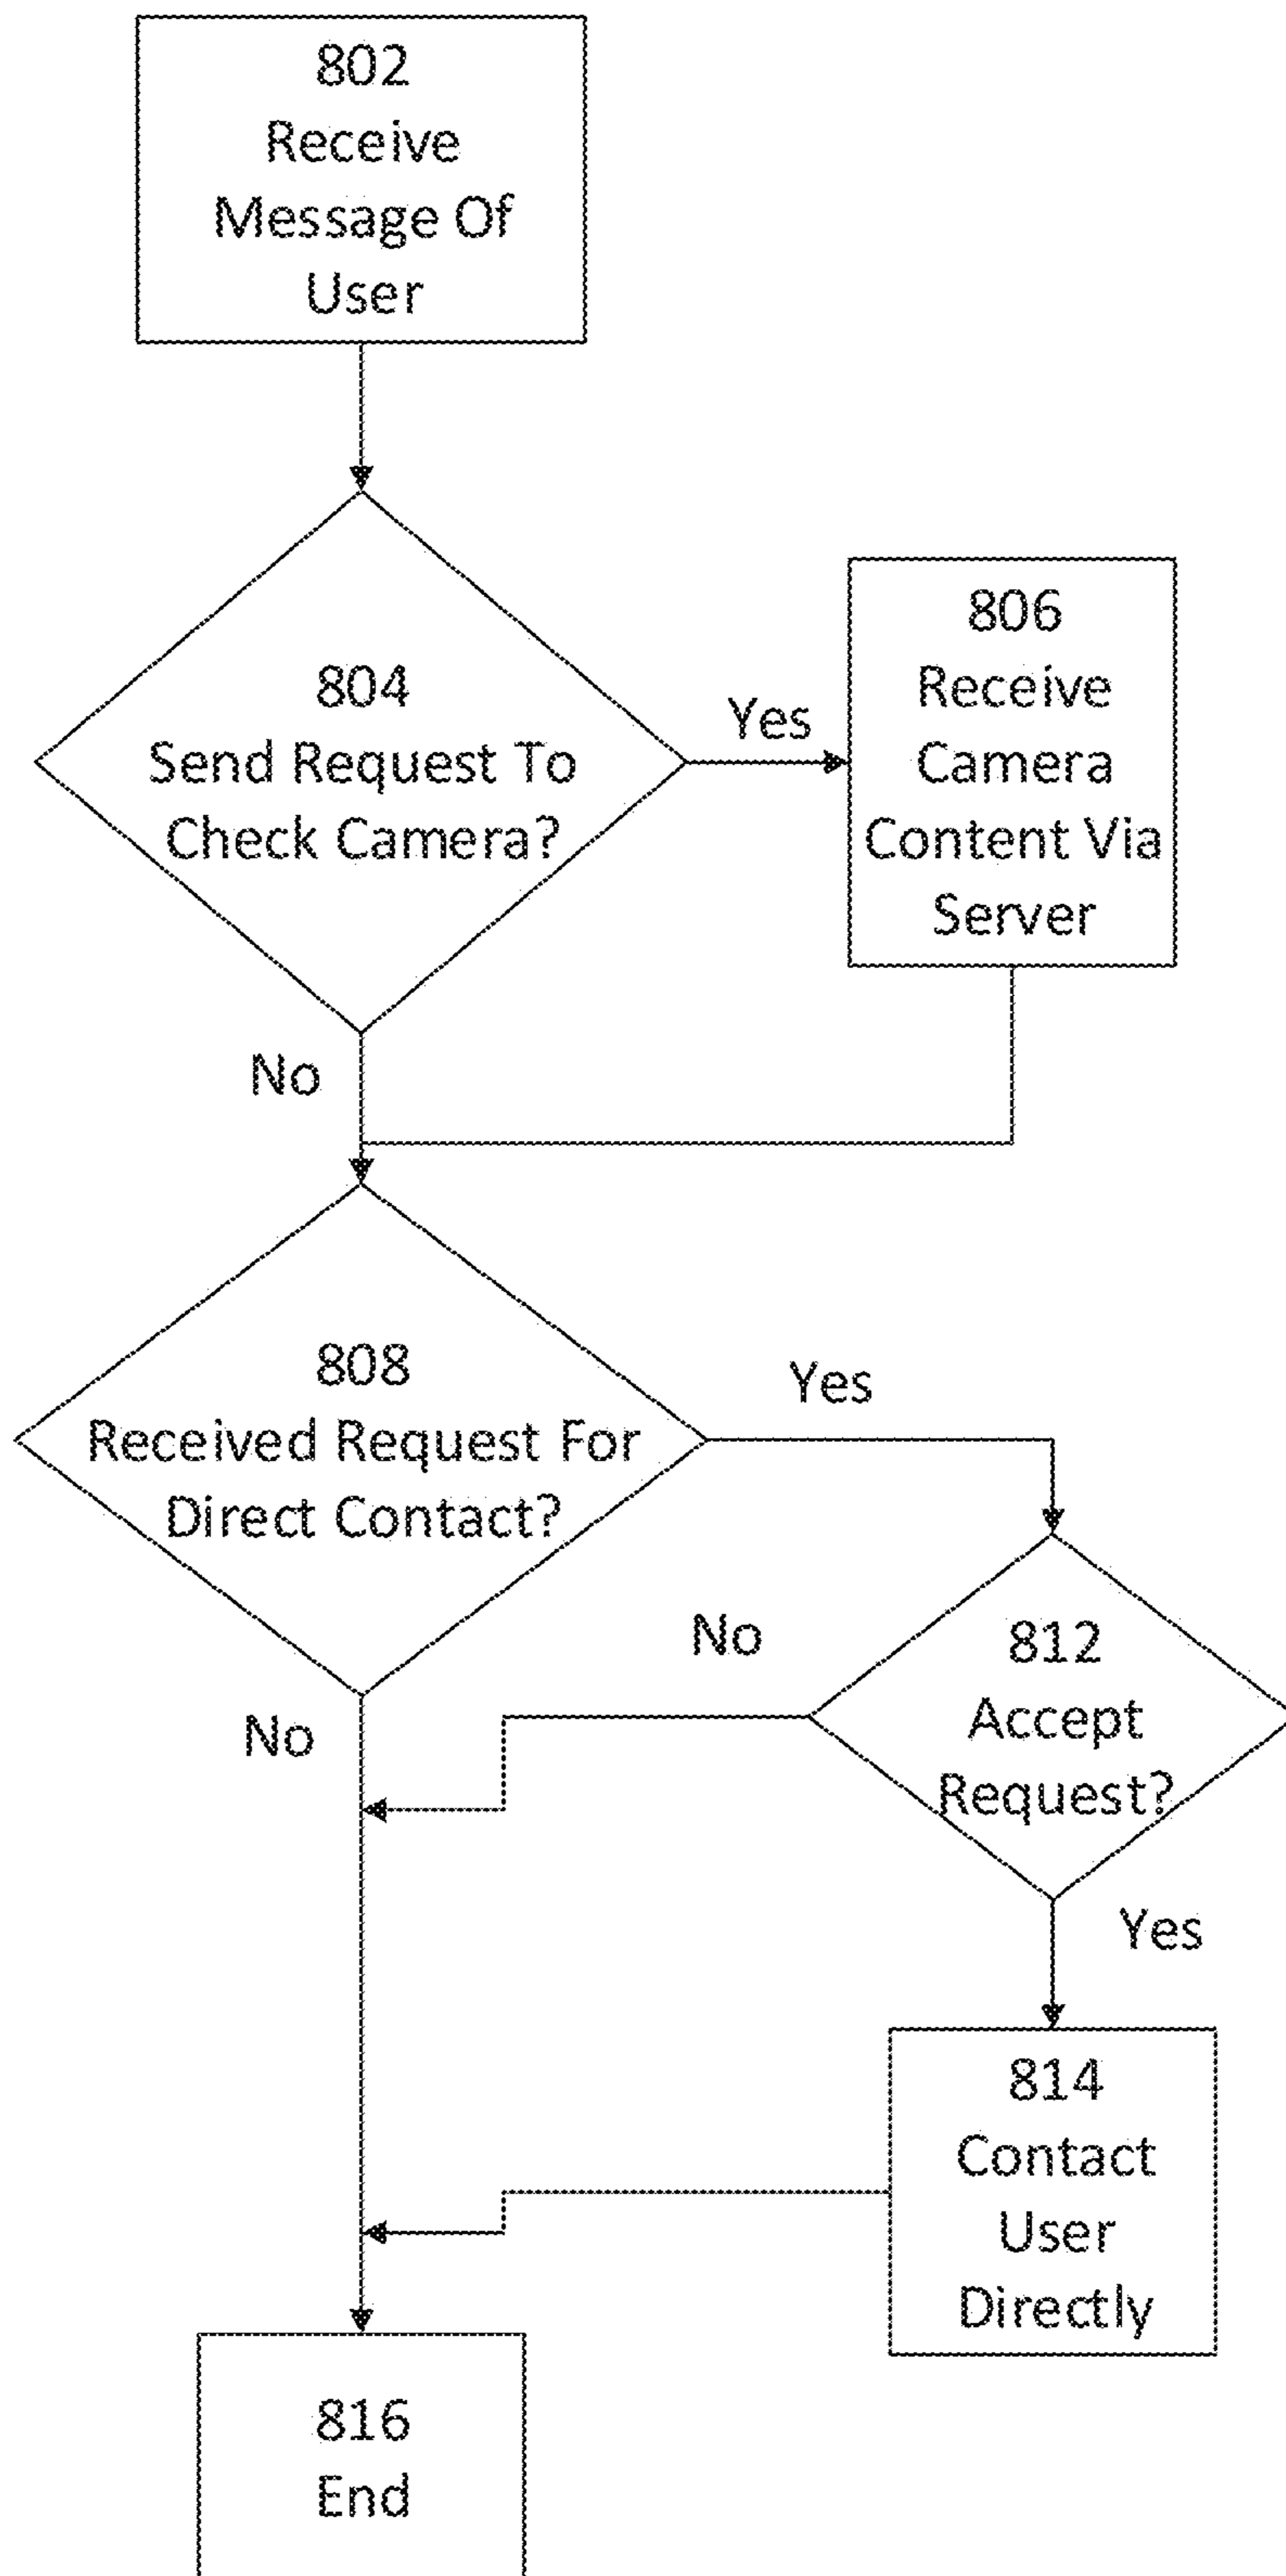 802
Receive
Message Of
User
804
Send Request To
Check Camera?
Yes
806
Receive
Camera
Content Via
Server
No
808
Received Request For
Direct Contact?
Yes
No
812
Accept
Request?
No
Yes
814
Contact
User
Directly
816
End